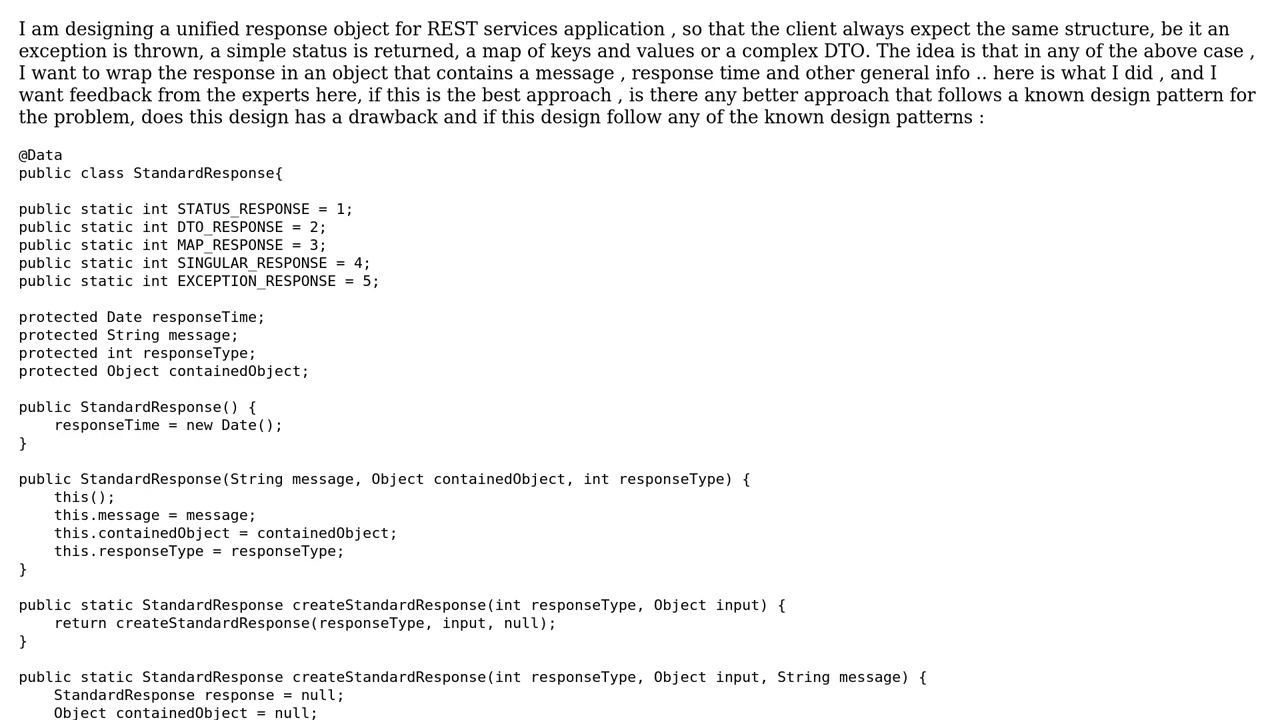 I am designing a unified response object for REST services application , so that the client always expect the same structure, be it an
exception is thrown, a simple status is returned, a map of keys and values or a complex DTO. The idea is that in any of the above case ,
I want to wrap the response in an object that contains a message , response time and other general info .. here is what I did , and I
want feedback from the experts here, if this is the best approach , is there any better approach that follows a known design pattern for
the problem, does this design has a drawback and if this design follow any of the known design patterns :
@Data
public class StandardResponse{
public static int STATUS_RESPONSE = 1;
public static int DTO_RESPONSE = 2;
public static int MAP_RESPONSE = 3;
public static int SINGULAR_RESPONSE = 4;
public static int EXCEPTION_RESPONSE = 5;
protected Date responseTime;
protected String message;
protected int responseType;
protected Object containedObject;
public StandardResponse() {
    responseTime = new Date();
}
public StandardResponse(String message, Object containedObject, int responseType) {
    this();
    this.message = message;
    this.containedObject = containedObject;
    this.responseType = responseType;
}
public static StandardResponse createStandardResponse(int responseType, Object input) {
    return createStandardResponse(responseType, input, null);
}
public static StandardResponse createStandardResponse(int responseType, Object input, String message) {
    StandardResponse response = null;
    Object containedObject = null;